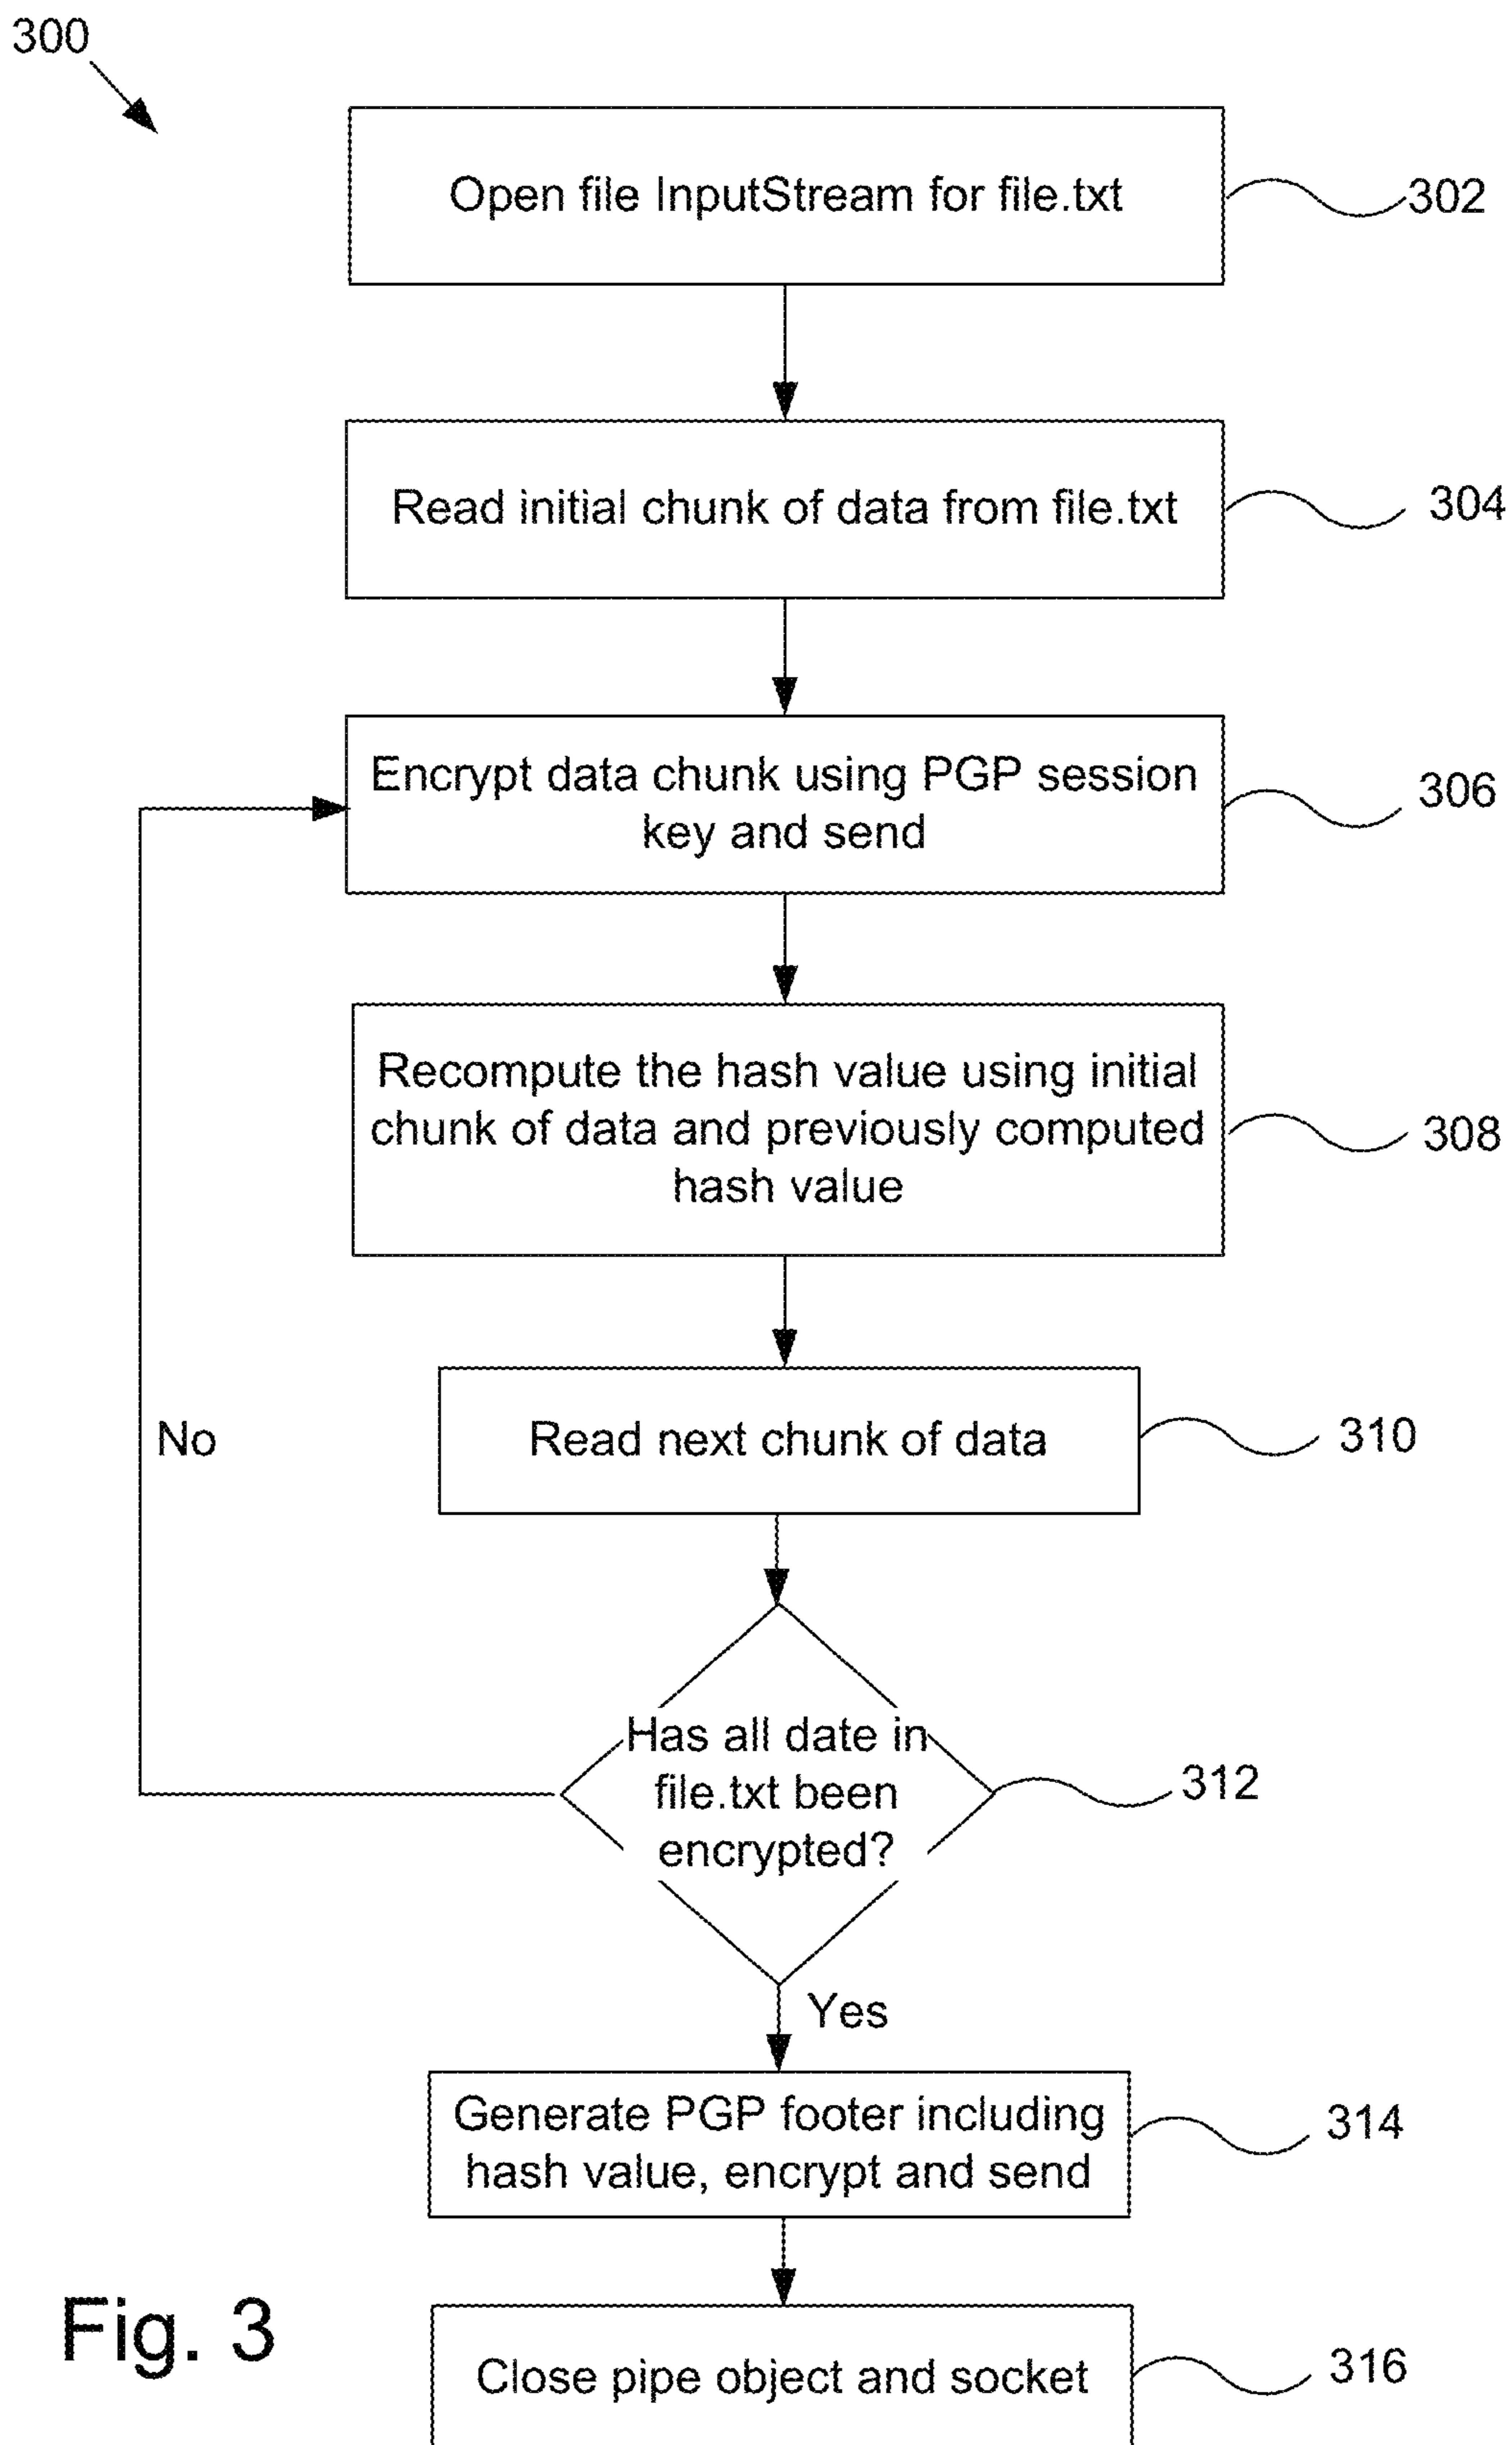 300
Open file InputStream for file.txt
302
Read initial chunk of data from file.txt
304
Encrypt data chunk using PGP session
key and send
306
Recompute the hash value using initial
chunk of data and previously computed
hash value
308
Read next chunk of data
310
No
Has all date in
file.txt been
encrypted?
312
Yes
Generate PGP footer including
hash value, encrypt and send
314
Close pipe object and socket
316
Fig. 3